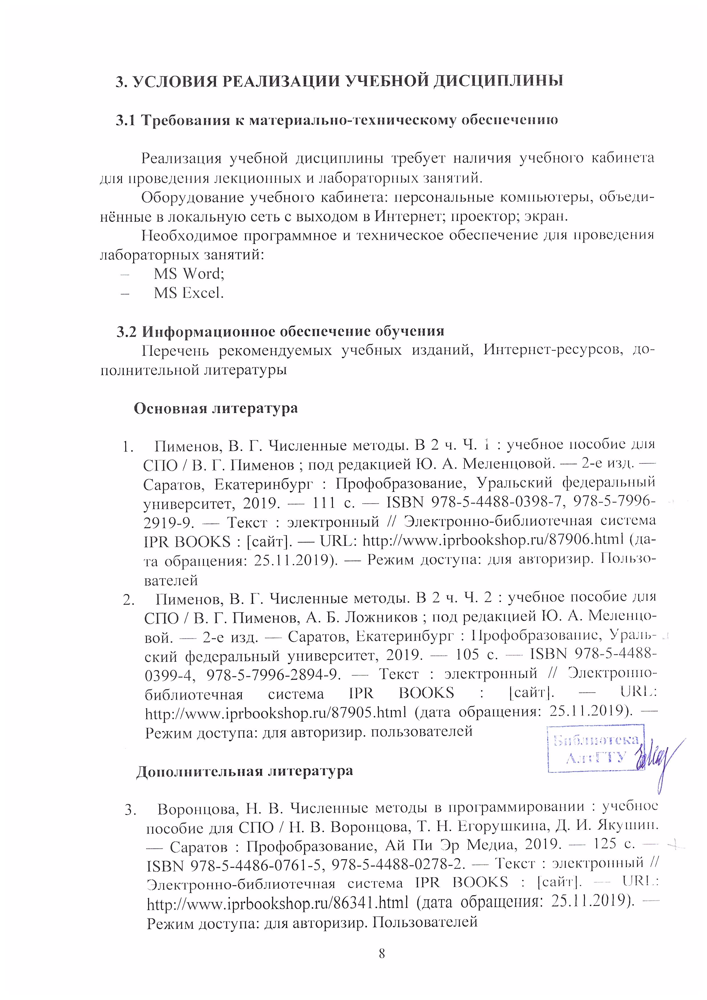 3. УСЛОВИЯ РЕАЛИЗАЦИИ УЧЕБНОЙ ДИСЦИПЛИНЫ
3.1 Требования к материально-техническому обеспечению
Реализация учебной дисциплины требует наличия учебного кабинета
для проведения лекционных и лабораторных занятий.
Оборудование учебного кабинета: персональные компьютеры, объеди-
нённые в локальную сеть с выходом в Интернет; проектор; экран.
Необходимое программное и техническое обеспечение для проведения
лабораторных занятий:
– MS Word;
– MS Excel.
3.2 Информационное обеспечение обучения
Перечень рекомендуемых учебных изданий, Интернет-ресурсов, до-
полнительной литературы
Основная литература
1. Пименов, В. Г. Численные методы. В 2 ч. Ч. 1 : учебное пособие для
СПО / В. Г. Пименов ; под редакцией Ю. А. Меленцовой. — 2-е изд. —
Саратов, Екатеринбург : Профобразование, Уральский федеральный
университет, 2019. — 111 с. — ISBN 978-5-4488-0398-7, 978-5-7996-
2919-9. — Текст : электронный // Электронно-библиотечная система
IPR BOOKS : [сайт]. — URL: http://www.iprbookshop.ru/87906.html (да-
та обращения: 25.11.2019). — Режим доступа: для авторизир. Пользо-
вателей
2. Пименов, В. Г. Численные методы. В 2 ч. Ч. 2 : учебное пособие для
СПО / В. Г. Пименов, А. Б. Ложников ; под редакцией Ю. А. Меленцо-
вой. — 2-е изд. — Саратов, Екатеринбург : Профобразование, Ураль-
ский федеральный университет, 2019. — 105 с. — ISBN 978-5-4488-
0399-4, 978-5-7996-2894-9. — Текст : электронный // Электронно-
библиотечная система IPR BOOKS : [сайт]. — URL:
http://www.iprbookshop.ru/87905.html (дата обращения: 25.11.2019). —
Режим доступа: для авторизир. пользователей
Библиотека
АлтГТУ
Дополнительная литература
3. Воронцова, Н. В. Численные методы в программировании : учебное
пособие для СПО / Н. В. Воронцова, Т. Н. Егорушкина, Д. И. Якушин.
— Саратов : Профобразование, Ай Пи Эр Медиа, 2019. — 125 с. —
ISBN 978-5-4486-0761-5, 978-5-4488-0278-2. — Текст : электронный //
Электронно-библиотечная система IPR BOOKS : [сайт]. — URL:
http://www.iprbookshop.ru/86341.html (дата обращения: 25.11.2019). —
Режим доступа: для авторизир. Пользователей
8